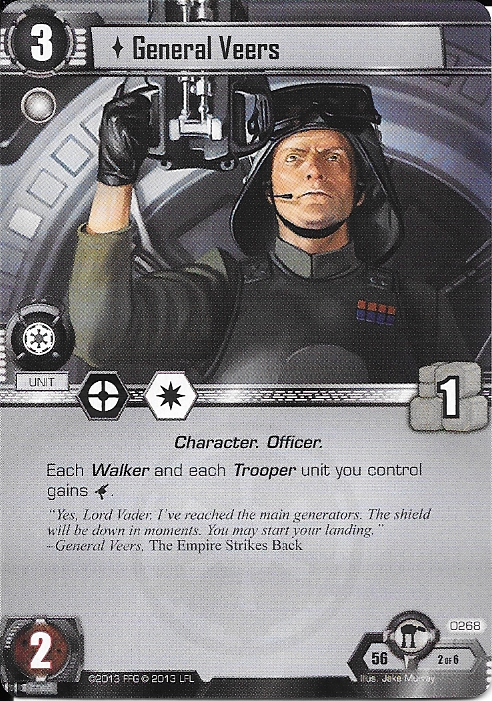 3
General Veers
UNIT
1
Character. Officer.
Each Walker and each Trooper unit you control
gains .
“Yes, Lord Vader. I’ve reached the main generators. The shield
will be down in moments. You may start your landing.”
–General Veers, The Empire Strikes Back
2
0268
56
2 OF 6
©2013 FFG © 2013 LFL
Illus. Jake Murray